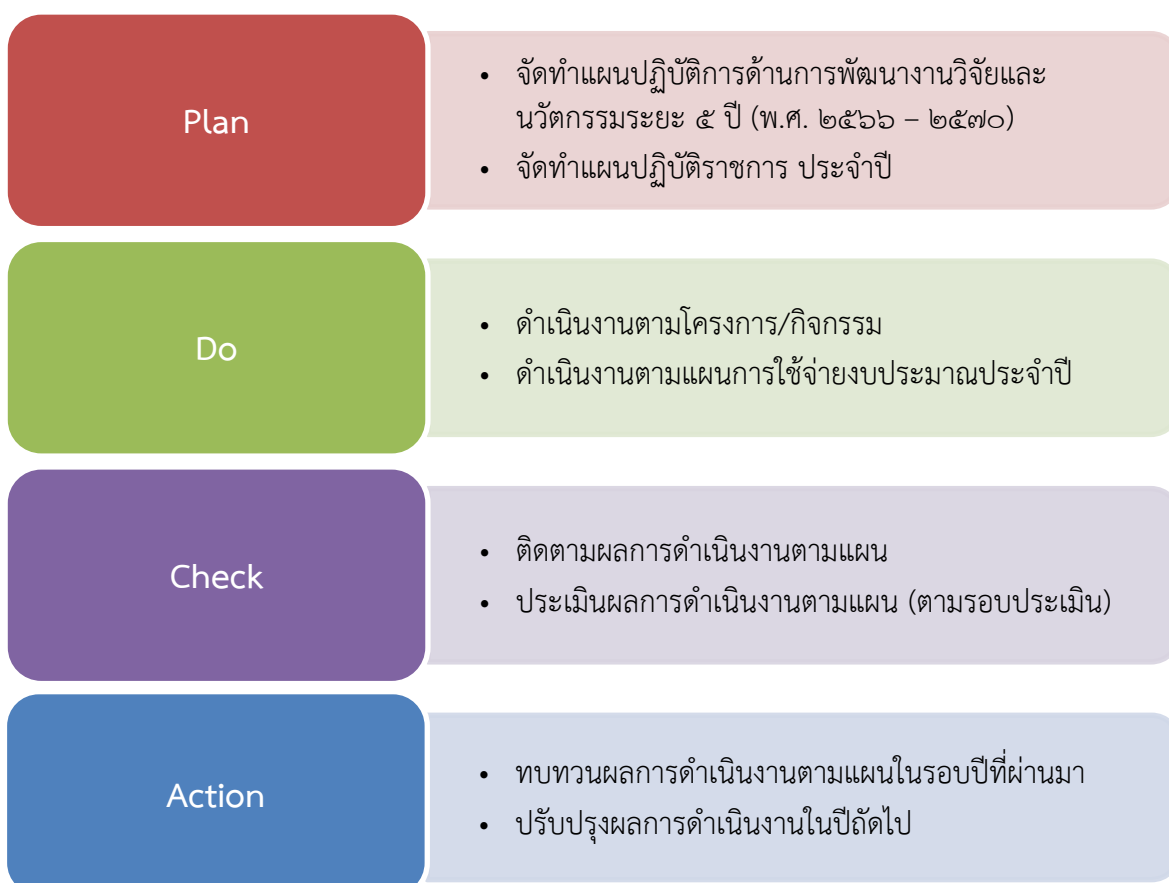 Plan
• จัดทำแผนปฏิบัติการด้านการพัฒนางานวิจัยและ
นวัตกรรมระยะ ๕ ปี (พ.ศ. ๒๕๖๖ – ๒๕๗๐)
• จัดทำแผนปฏิบัติราชการ ประจำปี
Do
• ดำเนินงานตามโครงการ/กิจกรรม
• ดำเนินงานตามแผนการใช้จ่ายงบประมาณประจำปี
Check
• ติดตามผลการดำเนินงานตามแผน
• ประเมินผลการดำเนินงานตามแผน (ตามรอบประเมิน)
Action
• ทบทวนผลการดำเนินงานตามแผนในรอบปีที่ผ่านมา
• ปรับปรุงผลการดำเนินงานในปีถัดไป